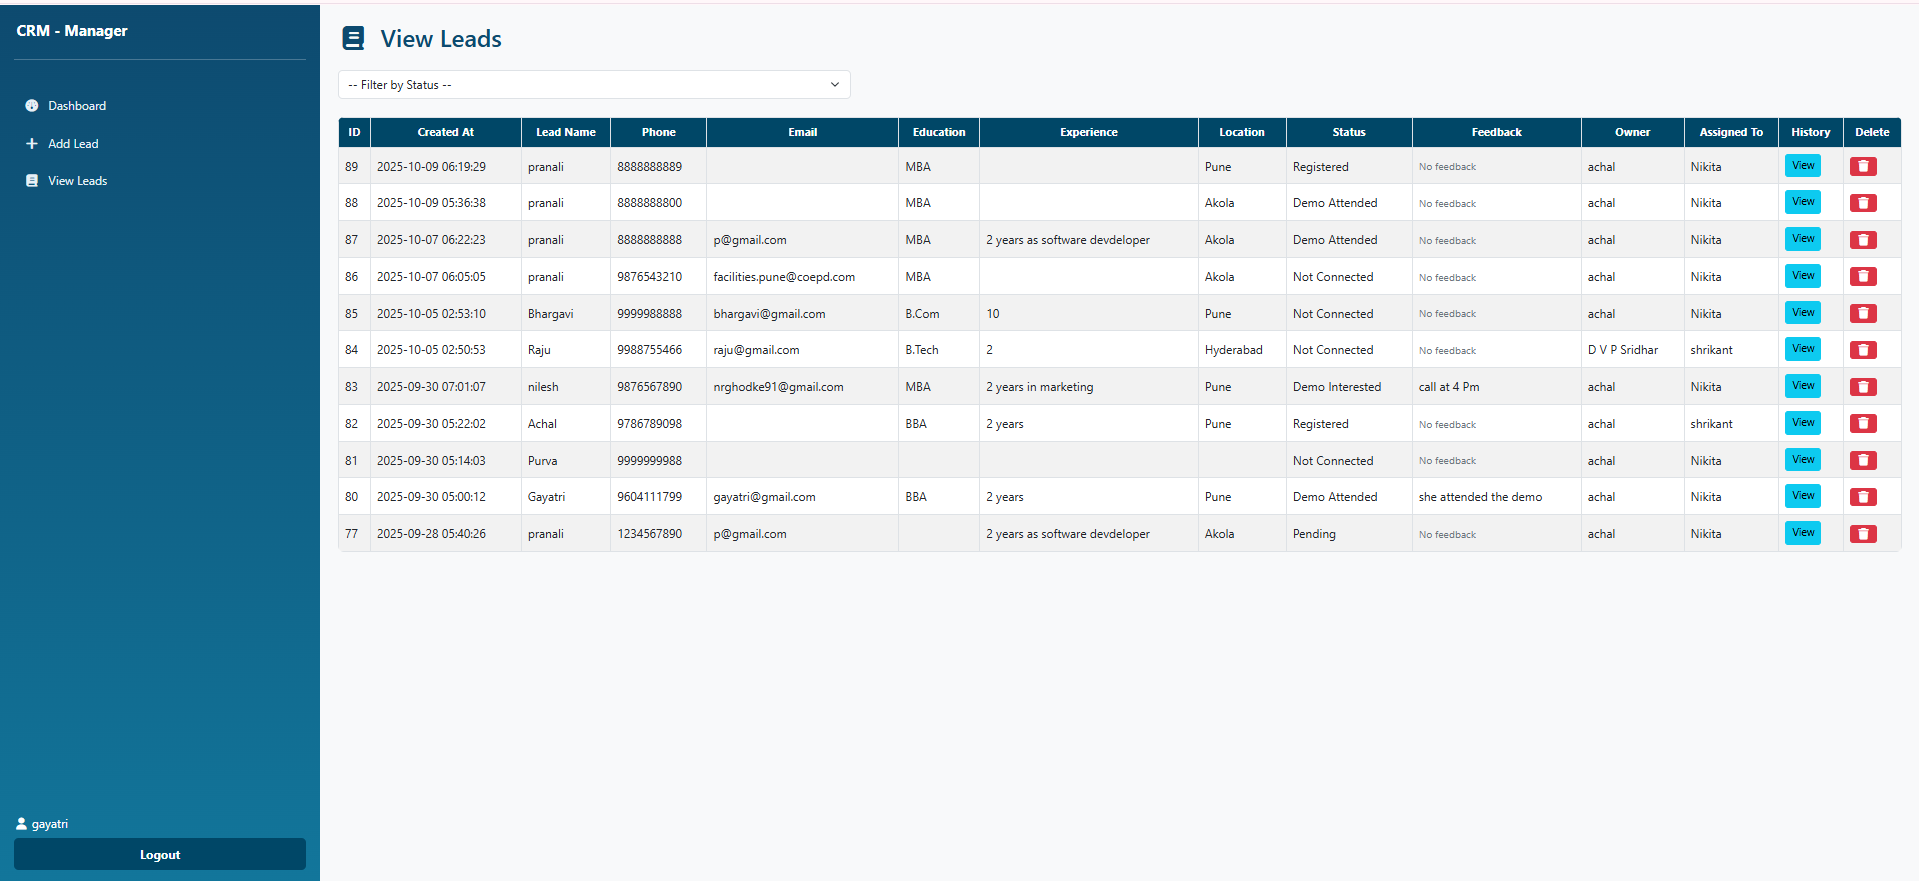 CRM - Manager
Dashboard
Add Lead
View Leads
gayatri
Logout
View Leads
-- Filter by Status --
ID Created At Lead Name Phone Email Education Experience Location Status Feedback Owner Assigned To History Delete
89 2025-10-09 06:19:29 pranali 8888888889 MBA Pune Registered No feedback achal Nikita View
88 2025-10-09 05:36:38 pranali 8888888800 MBA Akola Demo Attended No feedback achal Nikita View
87 2025-10-07 06:22:23 pranali 8888888888 p@gmail.com MBA 2 years as software devdeloper Akola Demo Attended No feedback achal Nikita View
86 2025-10-07 06:05:05 pranali 9876543210 facilities.pune@coepd.com MBA Akola Not Connected No feedback achal Nikita View
85 2025-10-05 02:53:10 Bhargavi 9999988888 bhargavi@gmail.com B.Com 10 Pune Not Connected No feedback achal Nikita View
84 2025-10-05 02:50:53 Raju 9988755466 raju@gmail.com B.Tech 2 Hyderabad Not Connected No feedback D V P Sridhar shrikant View
83 2025-09-30 07:01:07 nilesh 9876567890 nrghodke91@gmail.com MBA 2 years in marketing Pune Demo Interested call at 4 Pm achal Nikita View
82 2025-09-30 05:22:02 Achal 9786789098 BBA 2 years Pune Registered No feedback achal shrikant View
81 2025-09-30 05:14:03 Purva 9999999988 Not Connected No feedback achal Nikita View
80 2025-09-30 05:00:12 Gayatri 9604111799 gayatri@gmail.com BBA 2 years Pune Demo Attended she attended the demo achal Nikita View
77 2025-09-28 05:40:26 pranali 1234567890 p@gmail.com 2 years as software devdeloper Akola Pending No feedback achal Nikita View